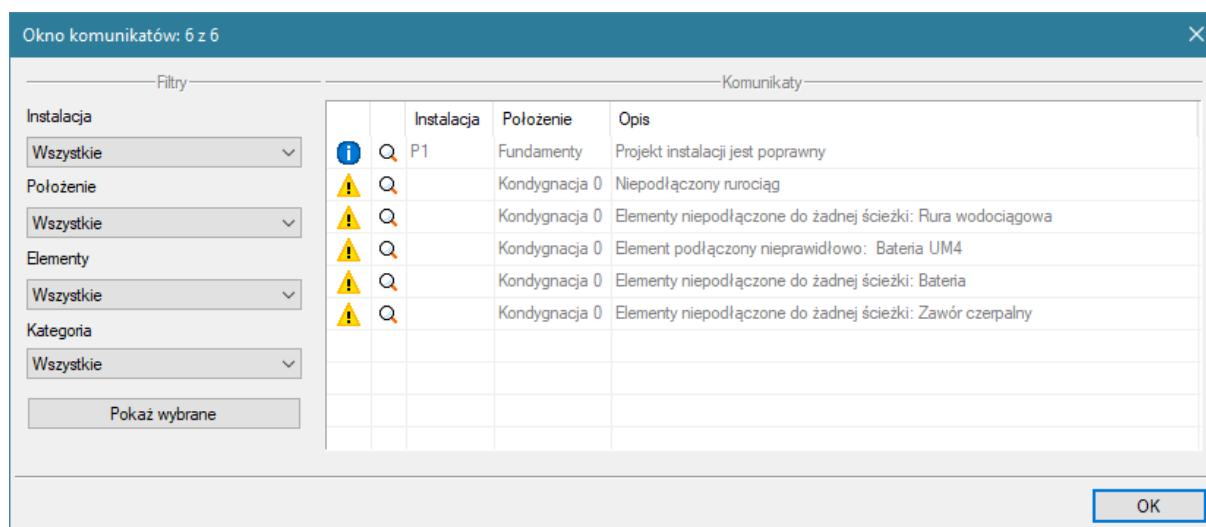 Okno komunikatów: 6 z 6
Filtry
Komunikaty
Instalacja
Wszystkie
Położenie
Wszystkie
Elementy
Wszystkie
Kategoria
Wszystkie
Pokaż wybrane
Instalacja Położenie Opis
P1 Fundamenty Projekt instalacji jest poprawny
Kondygnacja 0 Niepodłączony rurociąg
Kondygnacja 0 Elementy niepodłączone do żadnej ścieżki: Rura wodociągowa
Kondygnacja 0 Element podłączony nieprawidłowo: Bateria UM4
Kondygnacja 0 Elementy niepodłączone do żadnej ścieżki: Bateria
Kondygnacja 0 Elementy niepodłączone do żadnej ścieżki: Zawór czerpalny
OK